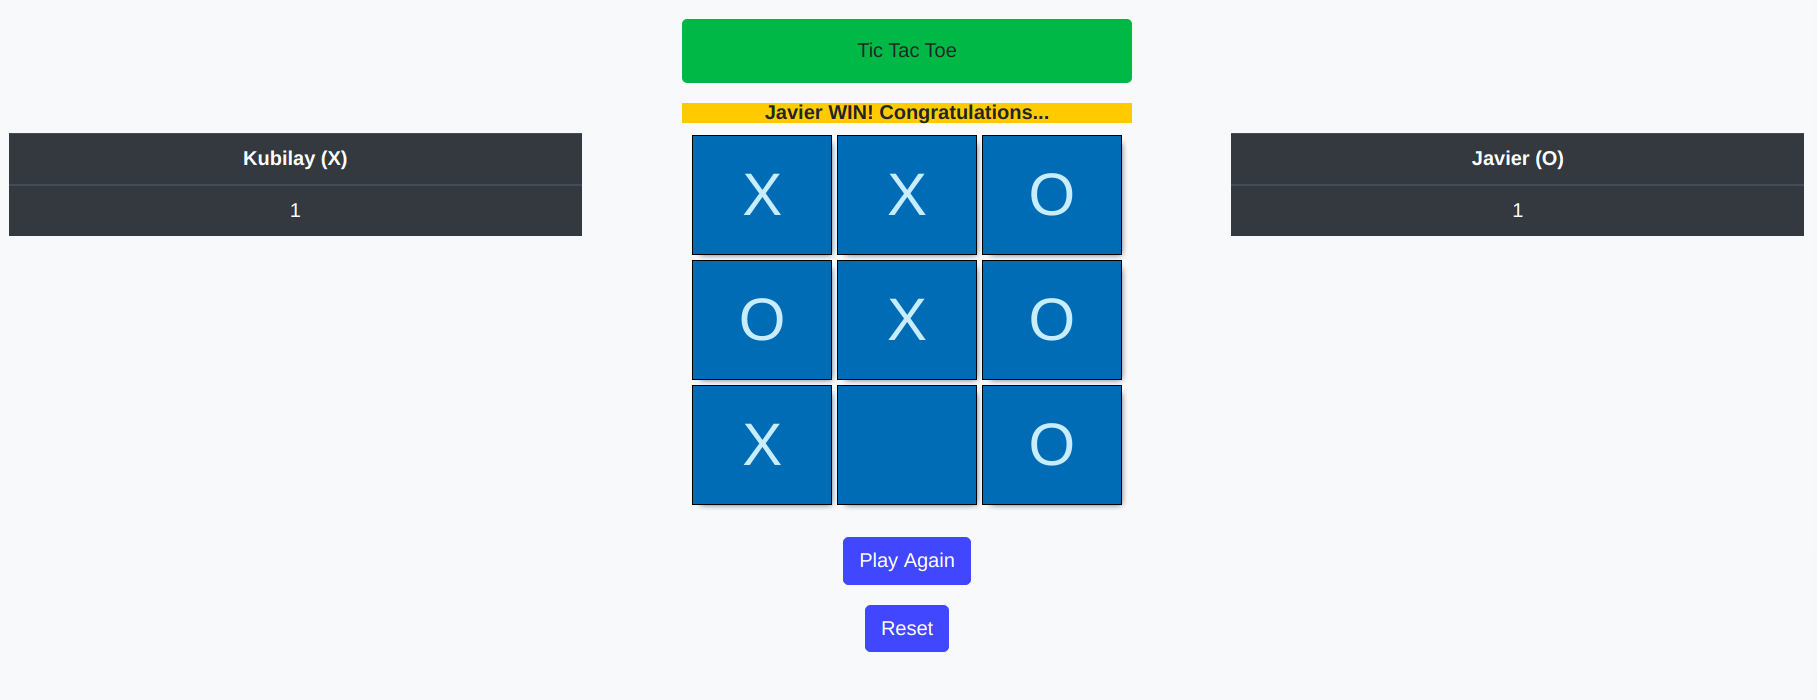 Tic Tac Toe
Javier WIN! Congratulations...
Kubilay (X)
1
X X O
O X O
X O
Javier (O)
1
Play Again
Reset